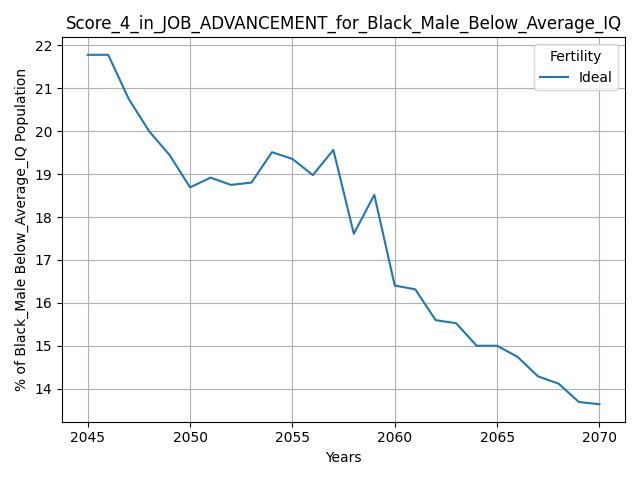 Score_4_in_JOB_ADVANCEMENT_for_Black_Male_Below_Average_IQ
% of Black_Male Below_Average_IQ Population
22
21
20
19
18
17
16
15
14
Fertility
Ideal
2045 2050 2055 2060 2065 2070
Years